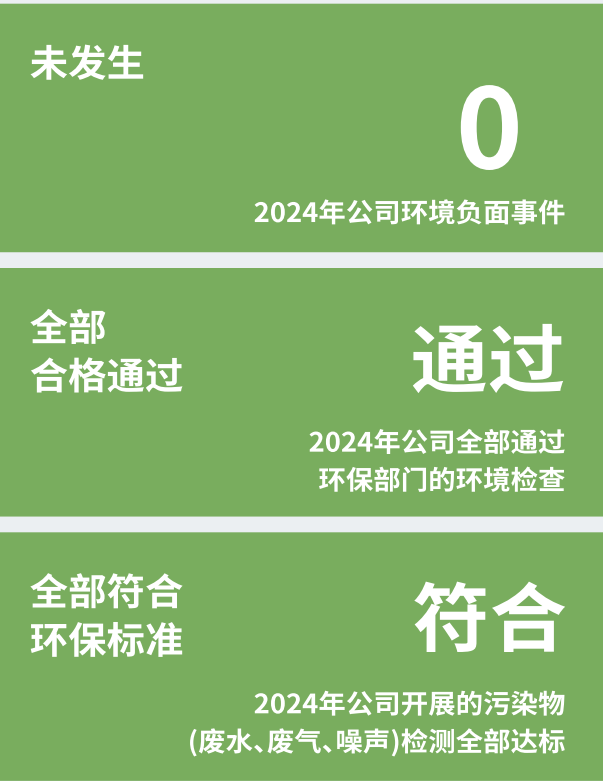 未发生
0
2024年公司环境负面事件
全部
合格通过
通过
2024年公司全部通过
环保部门的环境检查
全部符合
环保标准
符合
2024年公司开展的污染物
(废水、废气、噪声)检测全部达标